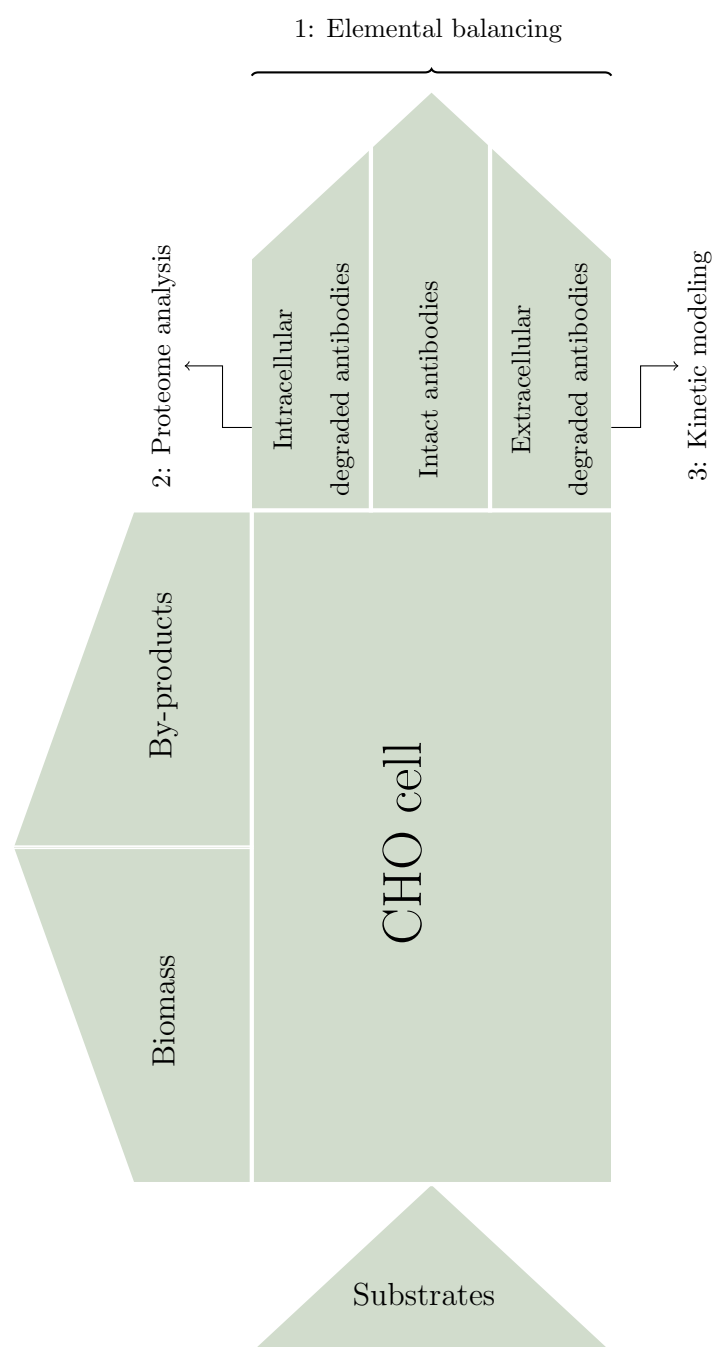 1: Elemental balancing
2: Proteome analysis
Intracellular
degraded antibodies
Intact antibodies
Extracellular
degraded antibodies
3: Kinetic modeling
By-products
CHO cell
Biomass
Substrates